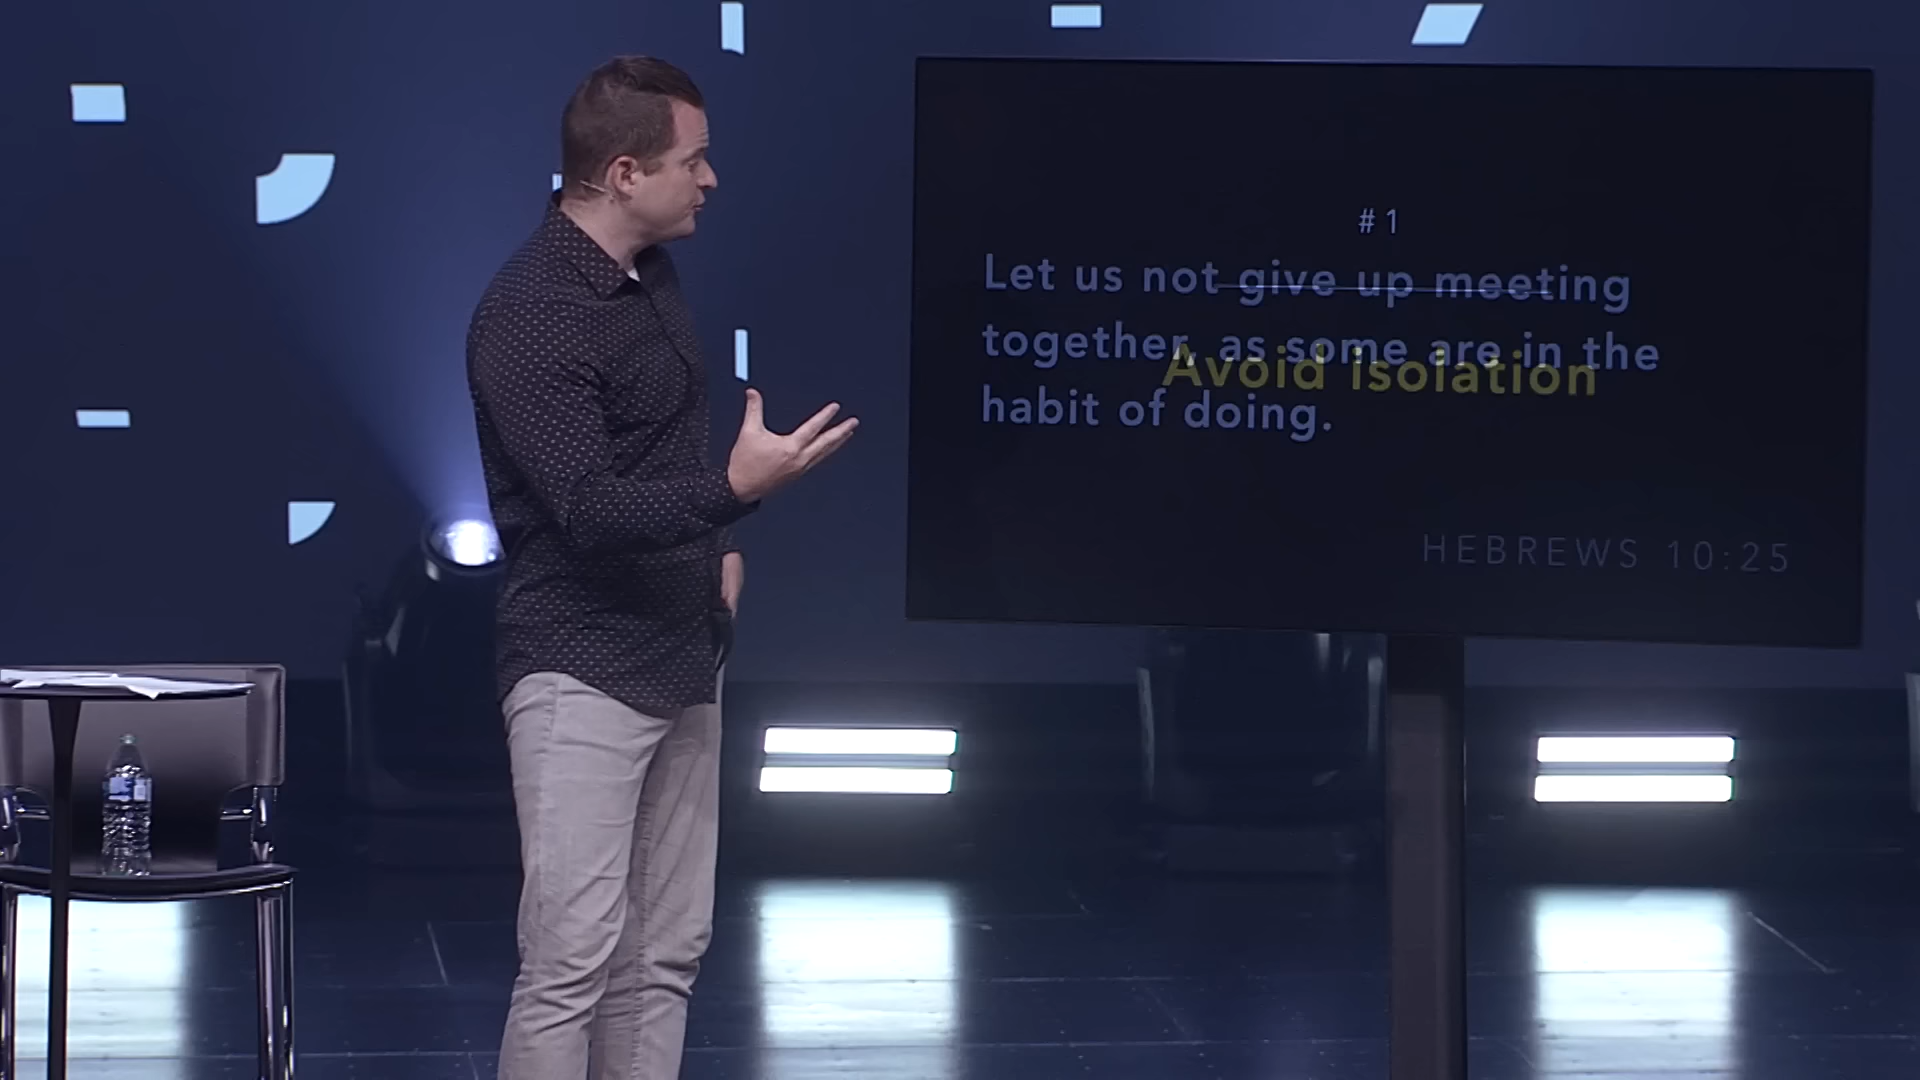 #1
Let us not give up meeting
together, as some are in the
Avoid isolation
habit of doing.
HEBREWS 10:25